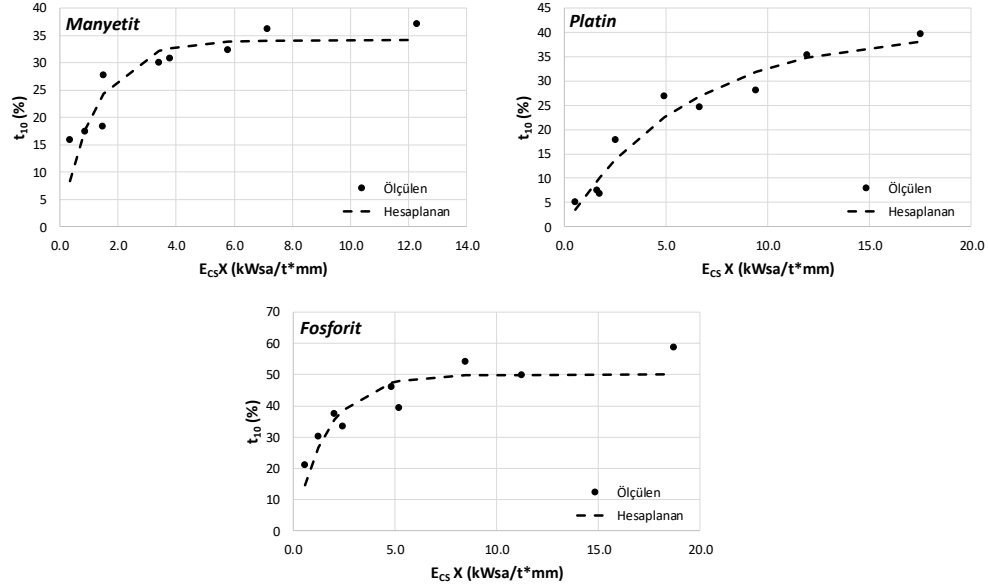 Manyetit
t10 (%)
40
35
30
25
20
15
10
5
0
0.0 2.0 4.0 6.0 8.0 10.0 12.0 14.0
ECSX (kWsa/t*mm)
Ölçülen
Hesaplanan
Platin
t10 (%)
45
40
35
30
25
20
15
10
5
0
0.0 5.0 10.0 15.0 20.0
ECSX (kWsa/t*mm)
Ölçülen
Hesaplanan
Fosforit
t10 (%)
70
60
50
40
30
20
10
0
0.0 5.0 10.0 15.0 20.0
ECS X (kWsa/t*mm)
Ölçülen
Hesaplanan